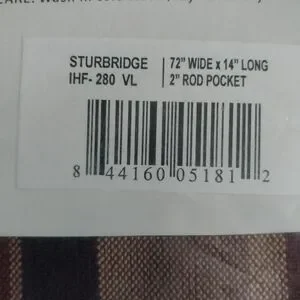 STURBRIDGE
IHF- 280 VL
72" WIDE x 14" LONG
2" ROD POCKET
8 44160 05181 2